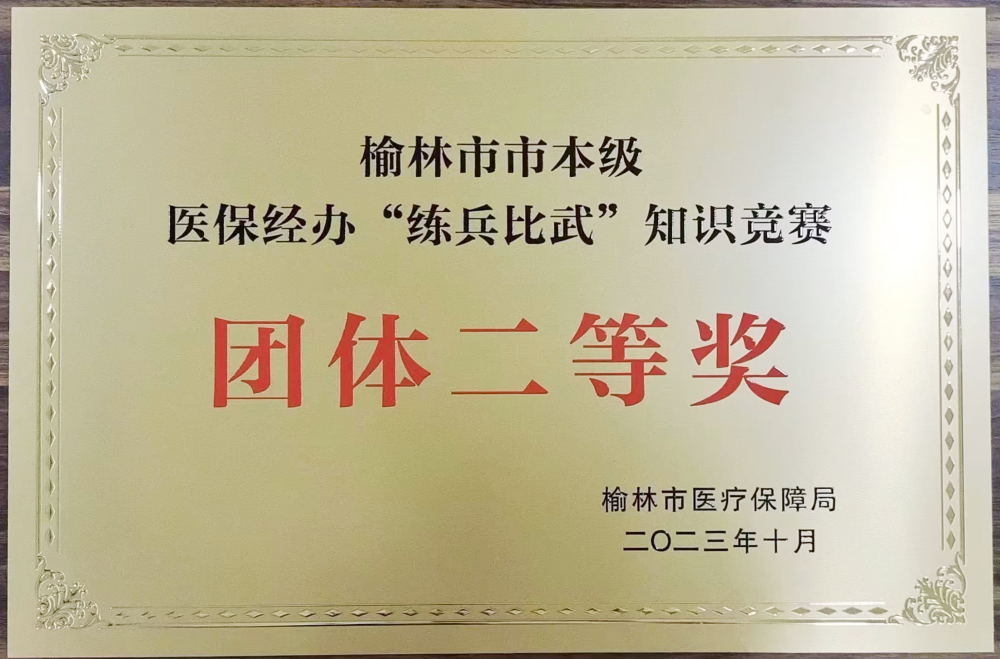 榆林市市本级
医保经办“练兵比武”知识竞赛
团体二等奖
榆林市医疗保障局
二〇二三年十月